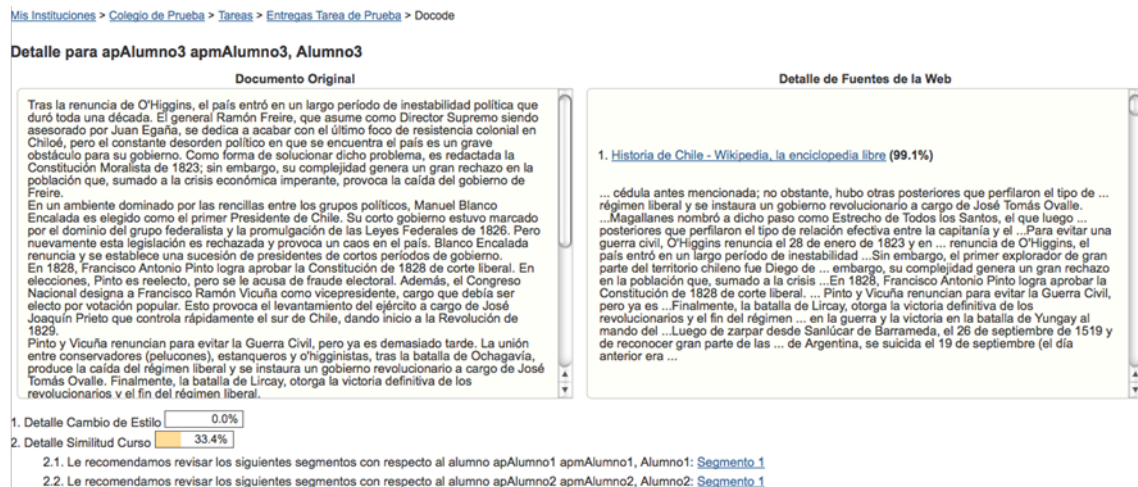 Mis Instituciones > Colegio de Prueba > Tareas > Entregas Tarea de Prueba > Docode
Detalle para apAlumno3 apmAlumno3, Alumno3
Documento Original
Tras la renuncia de O'Higgins, el país entró en un largo período de inestabilidad política que
duró toda una década. El general Ramón Freire, que asume como Director Supremo siendo
asesorado por Juan Egaña, se dedica a acabar con el último foco de resistencia colonial en
Chiloé, pero el constante desorden político en que se encuentra el país es un grave
obstáculo para su gobierno. Como forma de solucionar dicho problema, es redactada la
Constitución Moralista de 1823; sin embargo, su complejidad genera un gran rechazo en la
población que, sumado a la crisis económica imperante, provoca la caída del gobierno de
Freire.
En un ambiente dominado por las rencillas entre los grupos políticos, Manuel Blanco
Encalada es elegido como el primer Presidente de Chile. Su corto gobierno estuvo marcado
por el dominio del grupo federalista y la promulgación de las Leyes Federales de 1826. Pero
nuevamente esta legislación es rechazada y provoca un caos en el país. Blanco Encalada
renuncia y se establece una sucesión de presidentes de cortos períodos de gobierno.
En 1828, Francisco Antonio Pinto logra aprobar la Constitución de 1828 de corte liberal. En
elecciones, Pinto es reelecto, pero se le acusa de fraude electoral. Además, el Congreso
Nacional designa a Francisco Ramón Vicuña como vicepresidente, cargo que debía ser
electo por votación popular. Esto provoca el levantamiento del ejército a cargo de José
Joaquín Prieto que controla rápidamente el sur de Chile, dando inicio a la Revolución de
1829.
Pinto y Vicuña renuncian para evitar la Guerra Civil, pero ya es demasiado tarde. La unión
entre conservadores (pelucones), estanqueros y o'higginistas, tras la batalla de Ochagavía,
produce la caída del régimen liberal y se instaura un gobierno revolucionario a cargo de José
Tomás Ovalle. Finalmente, la batalla de Lircay, otorga la victoria definitiva de los
revolucionarios y el fin del régimen liberal.
Detalle de Fuentes de la Web
1. Historia de Chile - Wikipedia, la enciclopedia libre (99.1%)
... cédula antes mencionada; no obstante, hubo otras posteriores que perfilaron el tipo de ...
régimen liberal y se instaura un gobierno revolucionario a cargo de José Tomás Ovalle.
...Magallanes nombró a dicho paso como Estrecho de Todos los Santos, el que luego ...
posteriores que perfilaron el tipo de relación efectiva entre la capitanía y el ...Para evitar una
guerra civil, O'Higgins renuncia el 28 de enero de 1823 y en ... renuncia de O'Higgins, el
país entró en un largo período de inestabilidad ...Sin embargo, el primer explorador de gran
parte del territorio chileno fue Diego de ... embargo, su complejidad genera un gran rechazo
en la población que, sumado a la crisis ...En 1828, Francisco Antonio Pinto logra aprobar la
Constitución de 1828 de corte liberal. ... Pinto y Vicuña renuncian para evitar la Guerra Civil,
pero ya es ...Finalmente, la batalla de Lircay, otorga la victoria definitiva de los
revolucionarios y el fin del régimen ... en la guerra y la victoria en la batalla de Yungay al
mando del ...Luego de zarpar desde Sanlúcar de Barrameda, el 26 de septiembre de 1519 y
de reconocer gran parte de las ... de Argentina, se suicida el 19 de septiembre (el día
anterior era ...
1. Detalle Cambio de Estilo 0.0%
2. Detalle Similitud Curso 33.4%
2.1. Le recomendamos revisar los siguientes segmentos con respecto al alumno apAlumno1 apmAlumno1, Alumno1: Segmento 1
2.2. Le recomendamos revisar los siguientes segmentos con respecto al alumno apAlumno2 apmAlumno2, Alumno2: Segmento 1